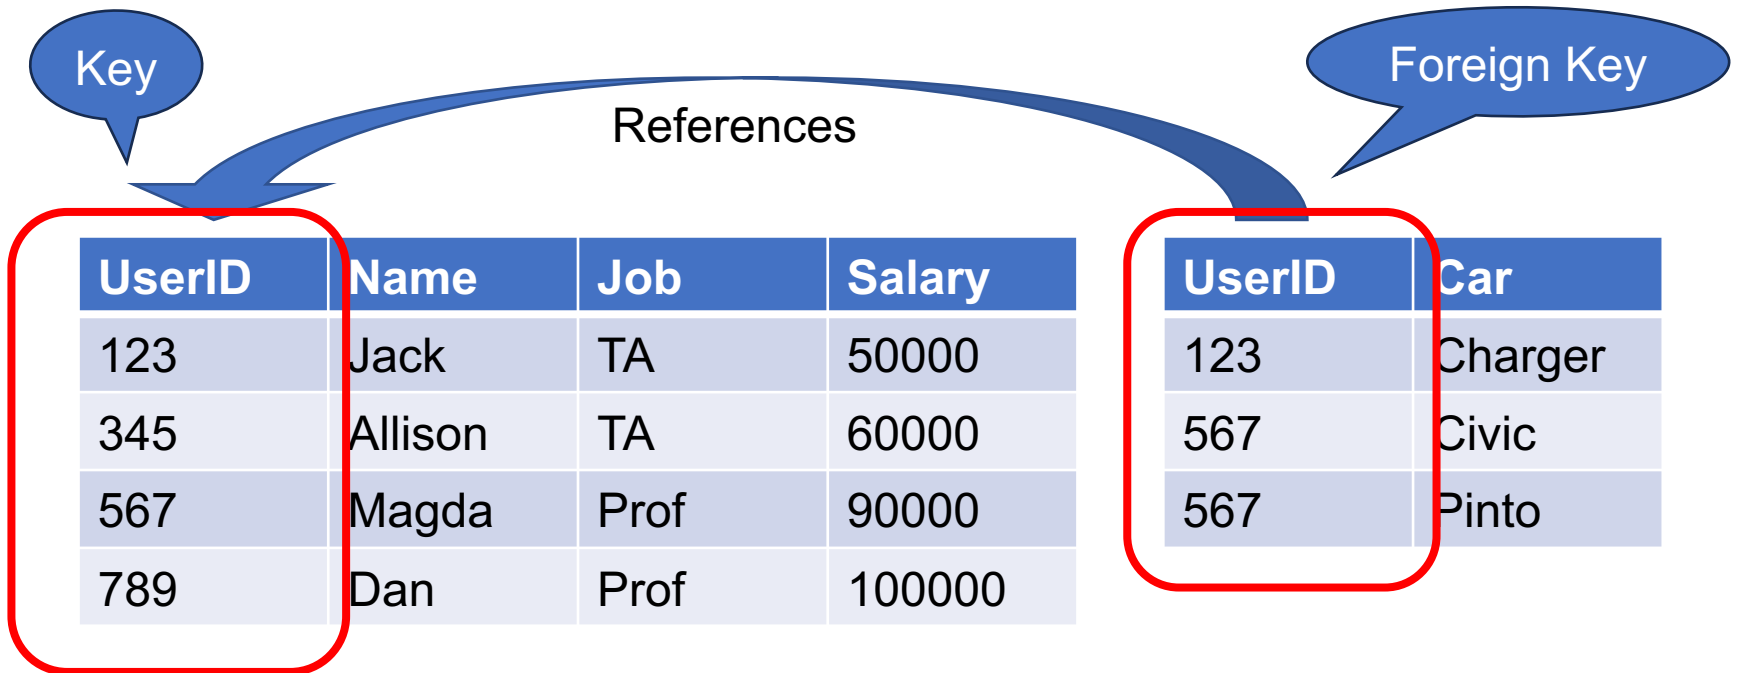 Key
Foreign Key
References
UserID Name Job Salary
123 Jack TA 50000
345 Allison TA 60000
567 Magda Prof 90000
789 Dan Prof 100000
UserID Car
123 Charger
567 Civic
567 Pinto